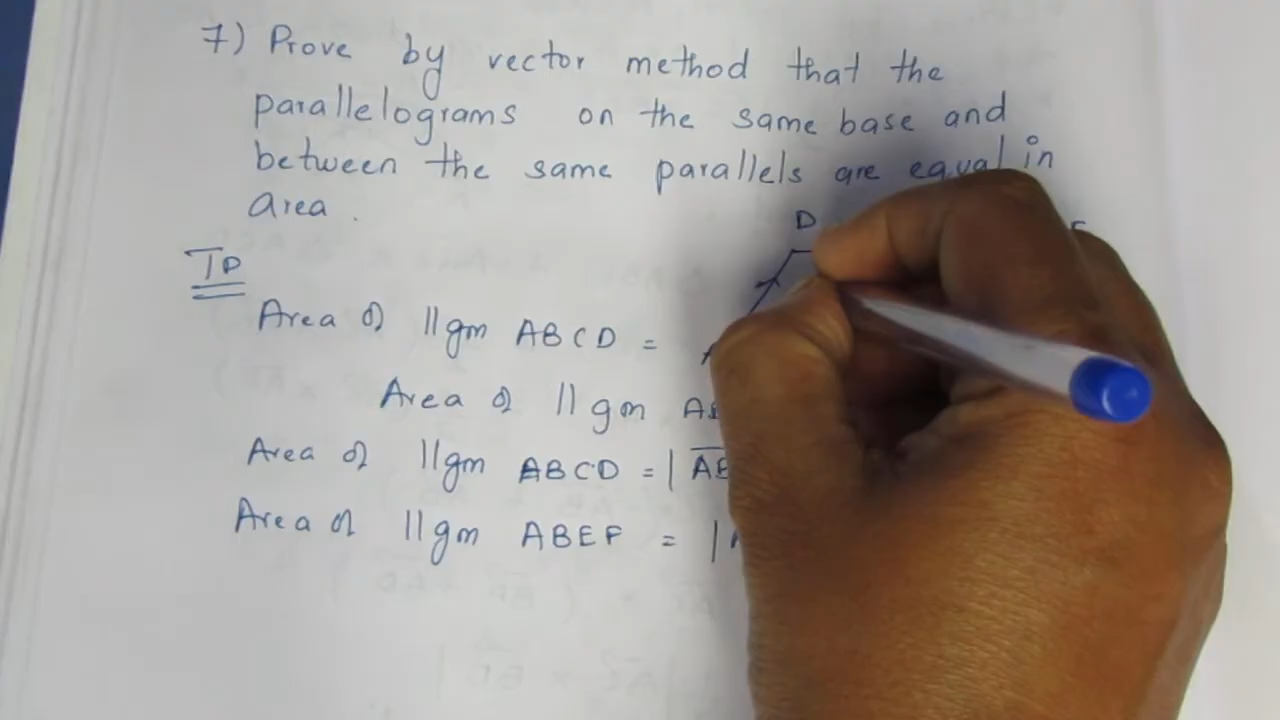 7) Prove by vector method that the
parallelograms on the same base and
between the same parallels are equal in
area.
D
TP
Area of ||gm ABCD =
Area of ||gm
Area of ||gm ABCD = |
Area of ||gm ABEF = |